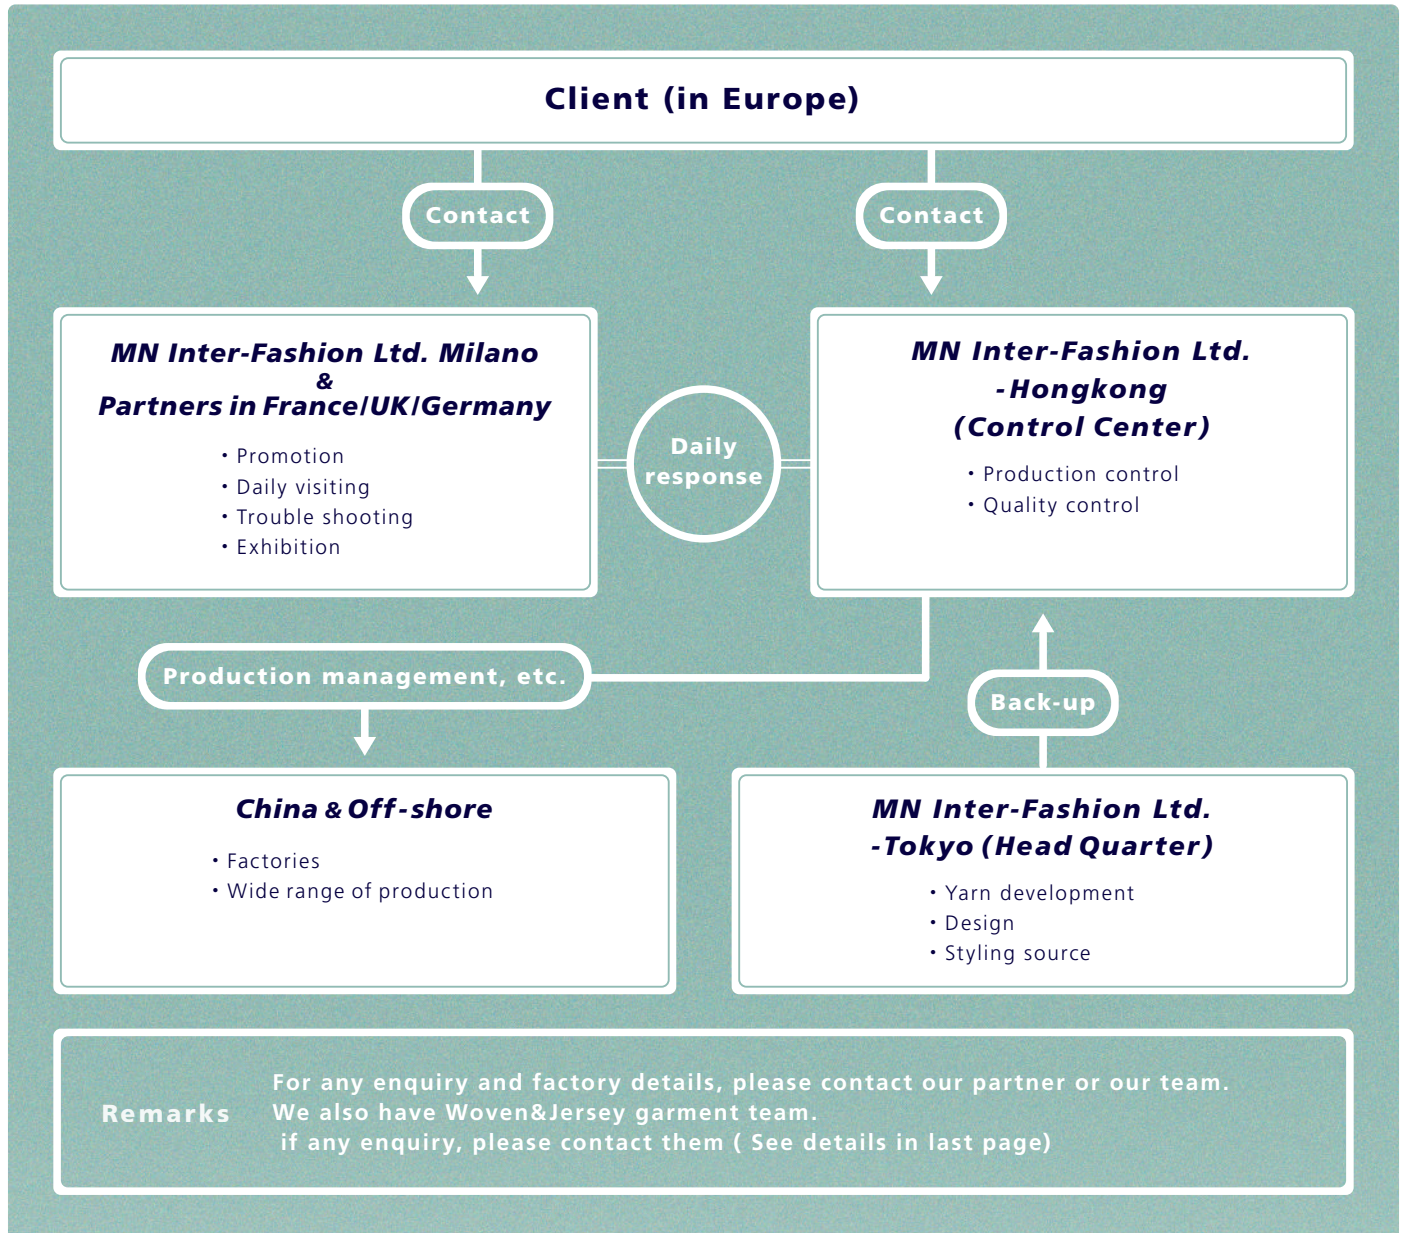 Client (in Europe)
Contact
Contact
MN Inter-Fashion Ltd. Milano
&
Partners in France/UK/Germany
・Promotion
・Daily visiting
・Trouble shooting
・Exhibition
Daily
response
MN Inter-Fashion Ltd.
-Hongkong
(Control Center)
・Production control
・Quality control
Production management, etc.
Back-up
China & Off-shore
・Factories
・Wide range of production
MN Inter-Fashion Ltd.
-Tokyo (Head Quarter)
・Yarn development
・Design
・Styling source
Remarks
For any enquiry and factory details, please contact our partner or our team.
We also have Woven&Jersey garment team.
if any enquiry, please contact them ( See details in last page)